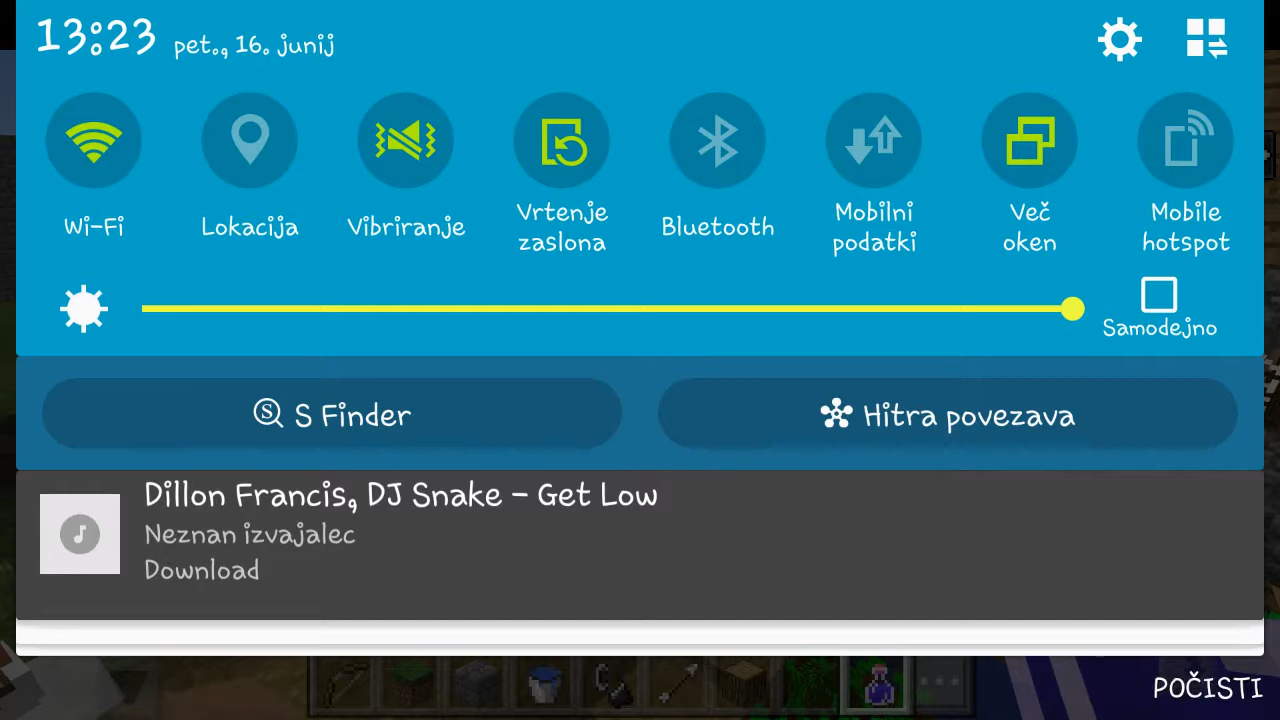 13:23 pet., 16. junij
Wi-Fi
Lokacija
Vibriranje
Vrtenje
zaslona
Bluetooth
Mobilni
podatki
Več
oken
Mobile
hotspot
Samodejno
S Finder
Hitra povezava
Dillon Francis, DJ Snake - Get Low
Neznan izvajalec
Download
POČISTI